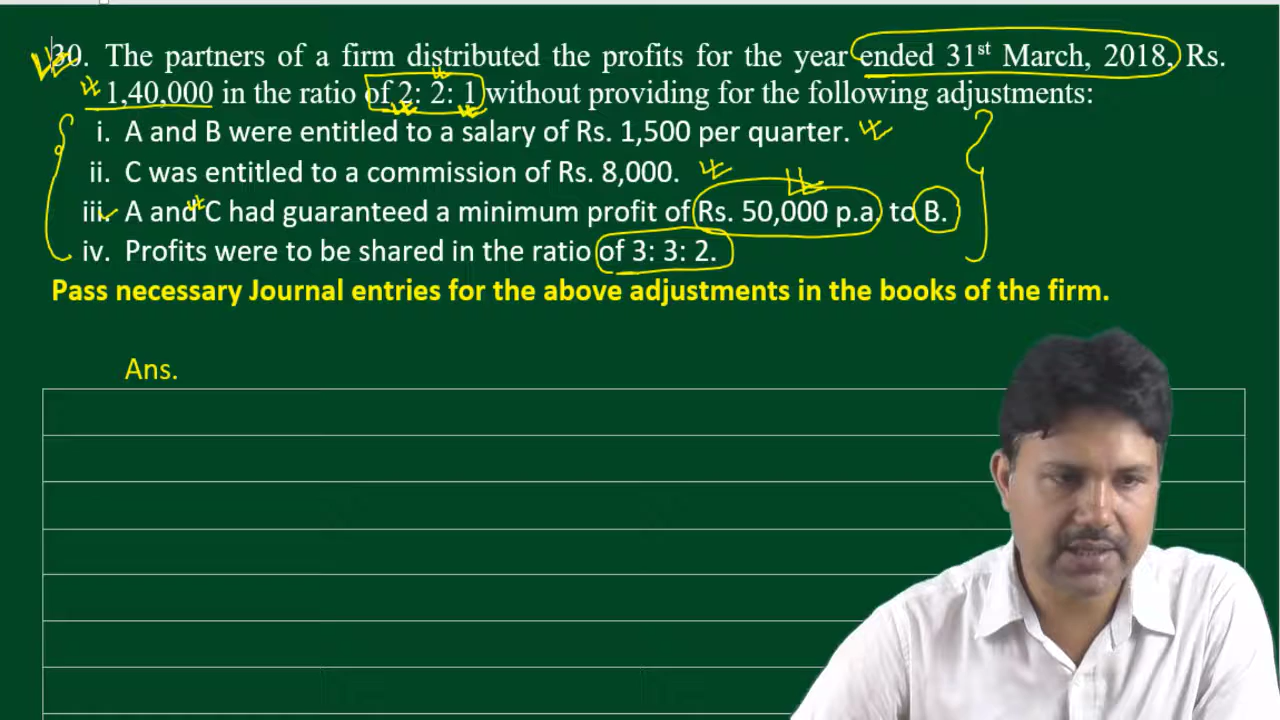 30. The partners of a firm distributed the profits for the year ended 31st March, 2018, Rs.
1,40,000 in the ratio of 2: 2: 1 without providing for the following adjustments:
i. A and B were entitled to a salary of Rs. 1,500 per quarter.
ii. C was entitled to a commission of Rs. 8,000.
iii. A and C had guaranteed a minimum profit of Rs. 50,000 p.a. to B.
iv. Profits were to be shared in the ratio of 3: 3: 2.
Pass necessary Journal entries for the above adjustments in the books of the firm.
Ans.